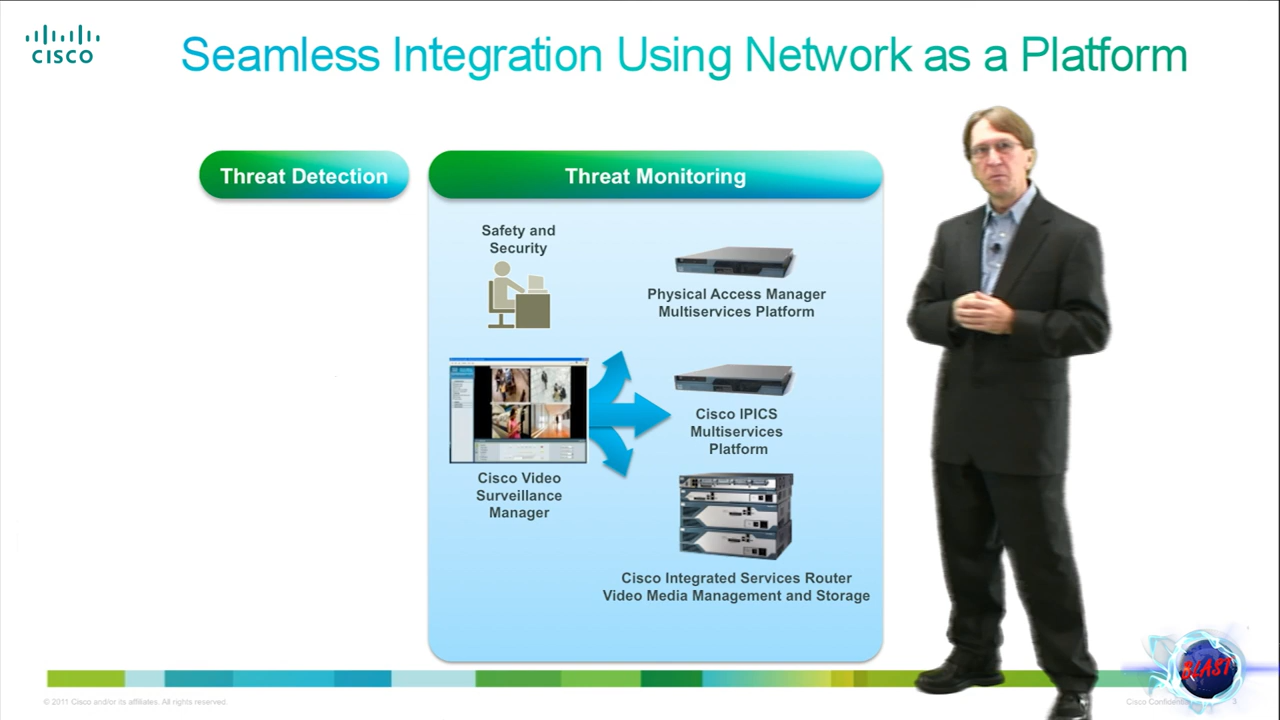 CISCO
Seamless Integration Using Network as a Platform
Threat Detection
Threat Monitoring
Safety and
Security
Physical Access Manager
Multiservices Platform
Cisco IPICS
Multiservices
Platform
Cisco Video
Surveillance
Manager
Cisco Integrated Services Router
Video Media Management and Storage
© 2011 Cisco and/or its affiliates. All rights reserved.
Cisco
3
BLAST